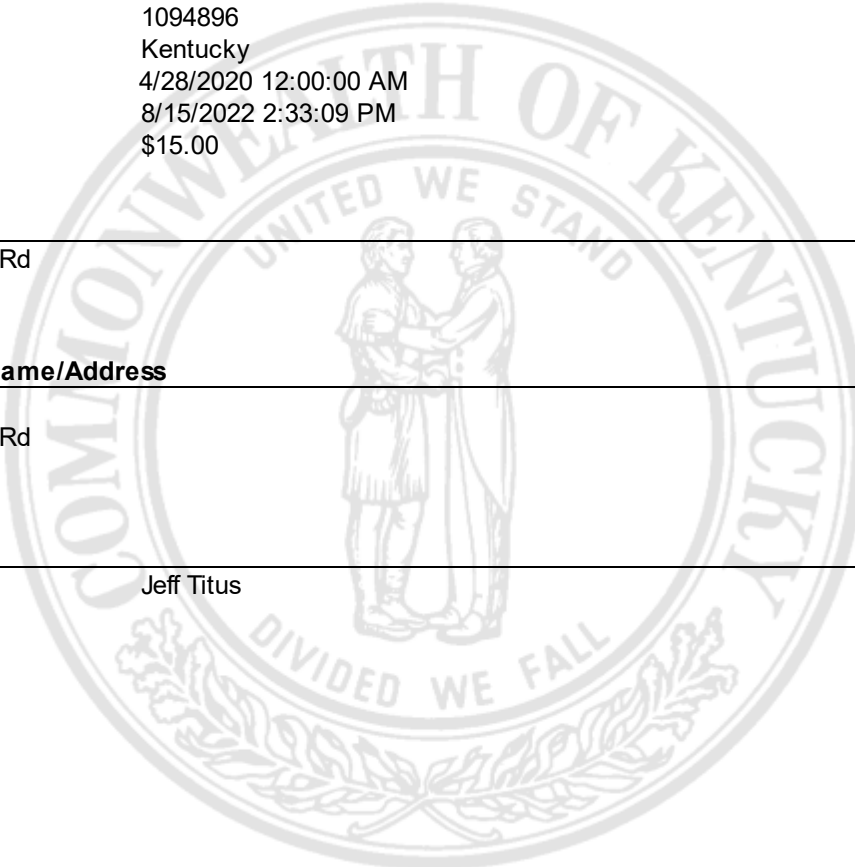 1094896
Kentucky
4/28/2020 12:00:00 AM
8/15/2022 2:33:09 PM
$15.00
COMMONWEALTH OF KENTUCKY
UNITED WE STAND
Rd
ame/Address
Rd
Jeff Titus
DIVIDED WE FALL